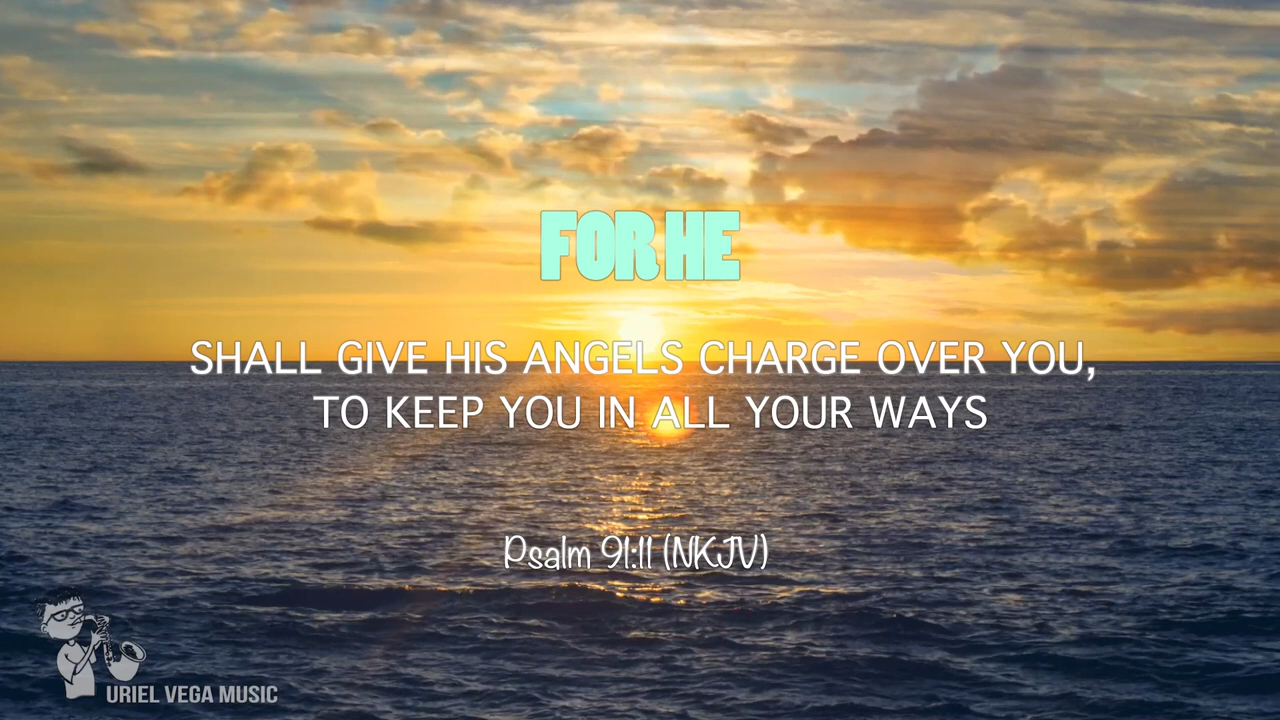 FOR HE
SHALL GIVE HIS ANGELS CHARGE OVER YOU,
TO KEEP YOU IN ALL YOUR WAYS
Psalm 91:11 (NKJV)
URIEL VEGA MUSIC